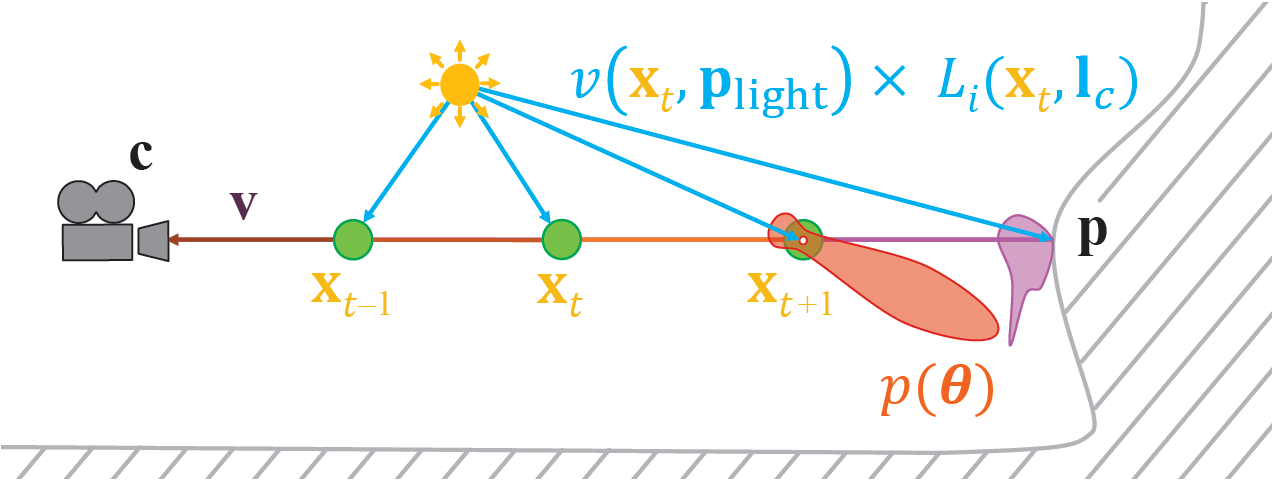 v(x_t, p_light) × L_i(x_t, l_c)
c
v
p
x_{t−1}
x_t
x_{t+1}
p(θ)